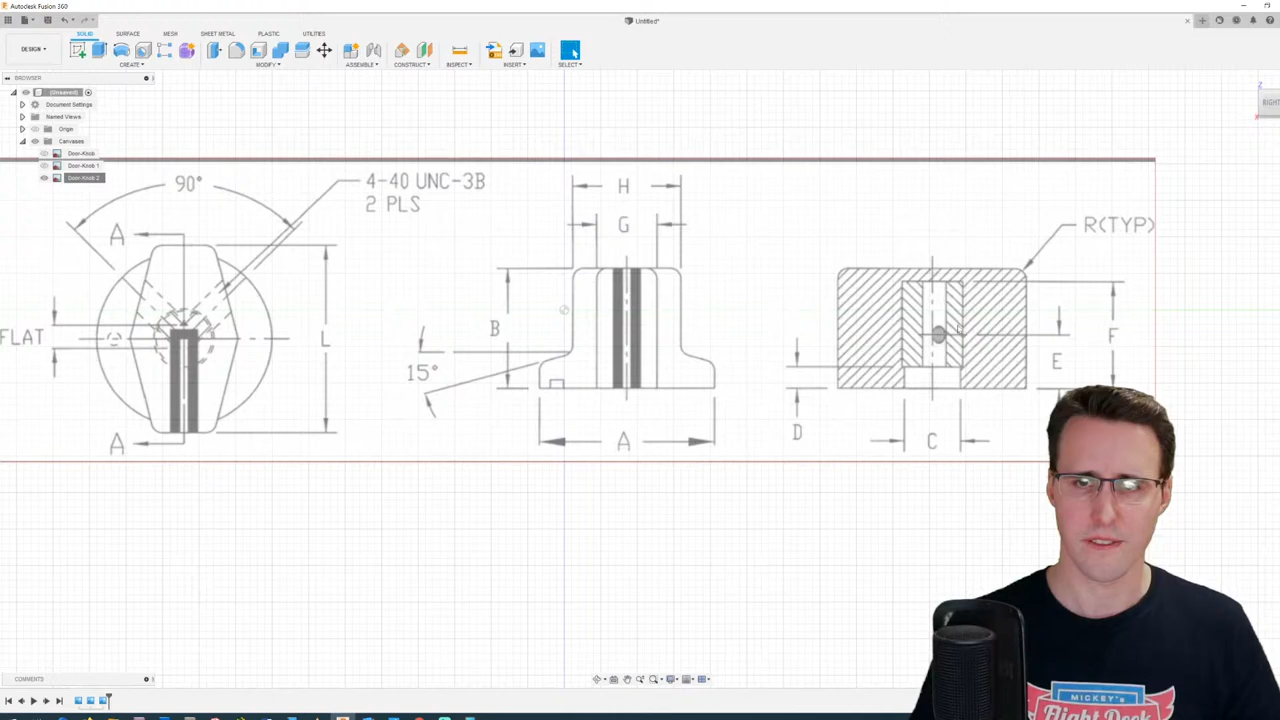 Autodesk Fusion 360
Untitled*
SOLID
SURFACE
MESH
SHEET METAL
PLASTIC
UTILITIES
DESIGN
CREATE
MODIFY
ASSEMBLE
CONSTRUCT
INSPECT
INSERT
SELECT
BROWSER
(Unsaved)
Document Settings
Named Views
Origin
Canvases
Door-Knob
Door-Knob 1
Door-Knob 2
Z
RIGHT
X
90°
4-40 UNC-3B
2 PLS
A
FLAT
L
A
H
G
B
15°
A
R(TYP)
F
E
D
C
COMMENTS
MICKEY'S
Flight Deck